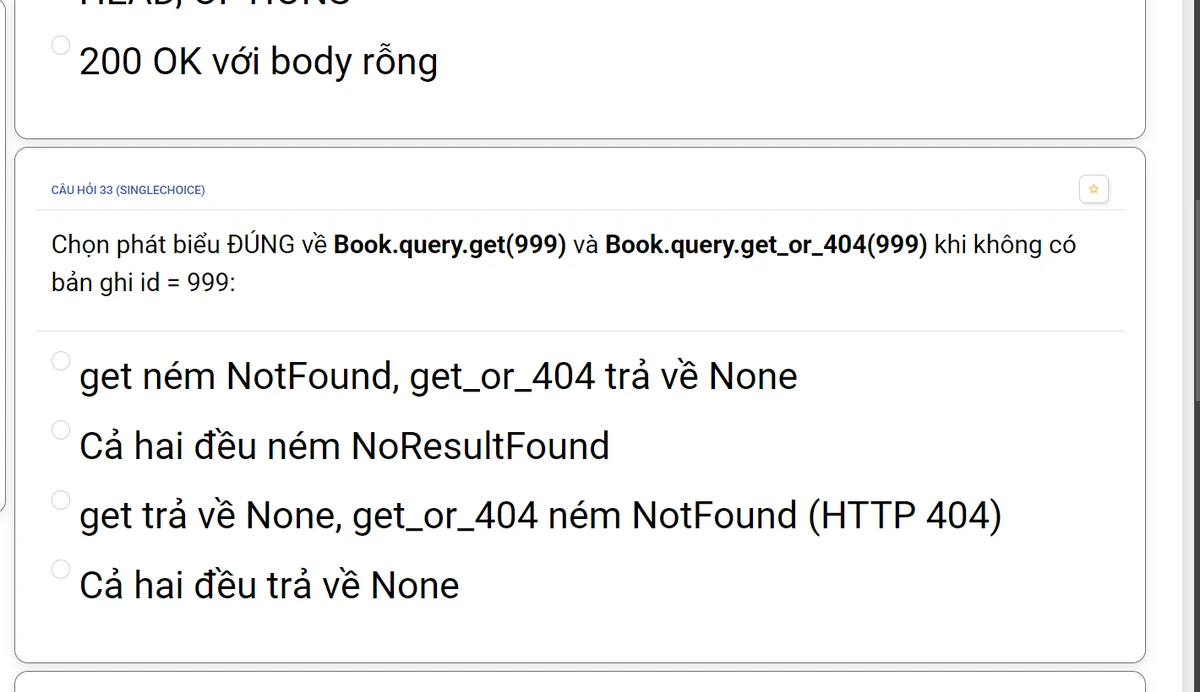 200 OK với body rỗng
CÂU HỎI 33 (SINGLECHOICE)
Chọn phát biểu ĐÚNG về Book.query.get(999) và Book.query.get_or_404(999) khi không có
bản ghi id = 999:
get ném NotFound, get_or_404 trả về None
Cả hai đều ném NoResultFound
get trả về None, get_or_404 ném NotFound (HTTP 404)
Cả hai đều trả về None